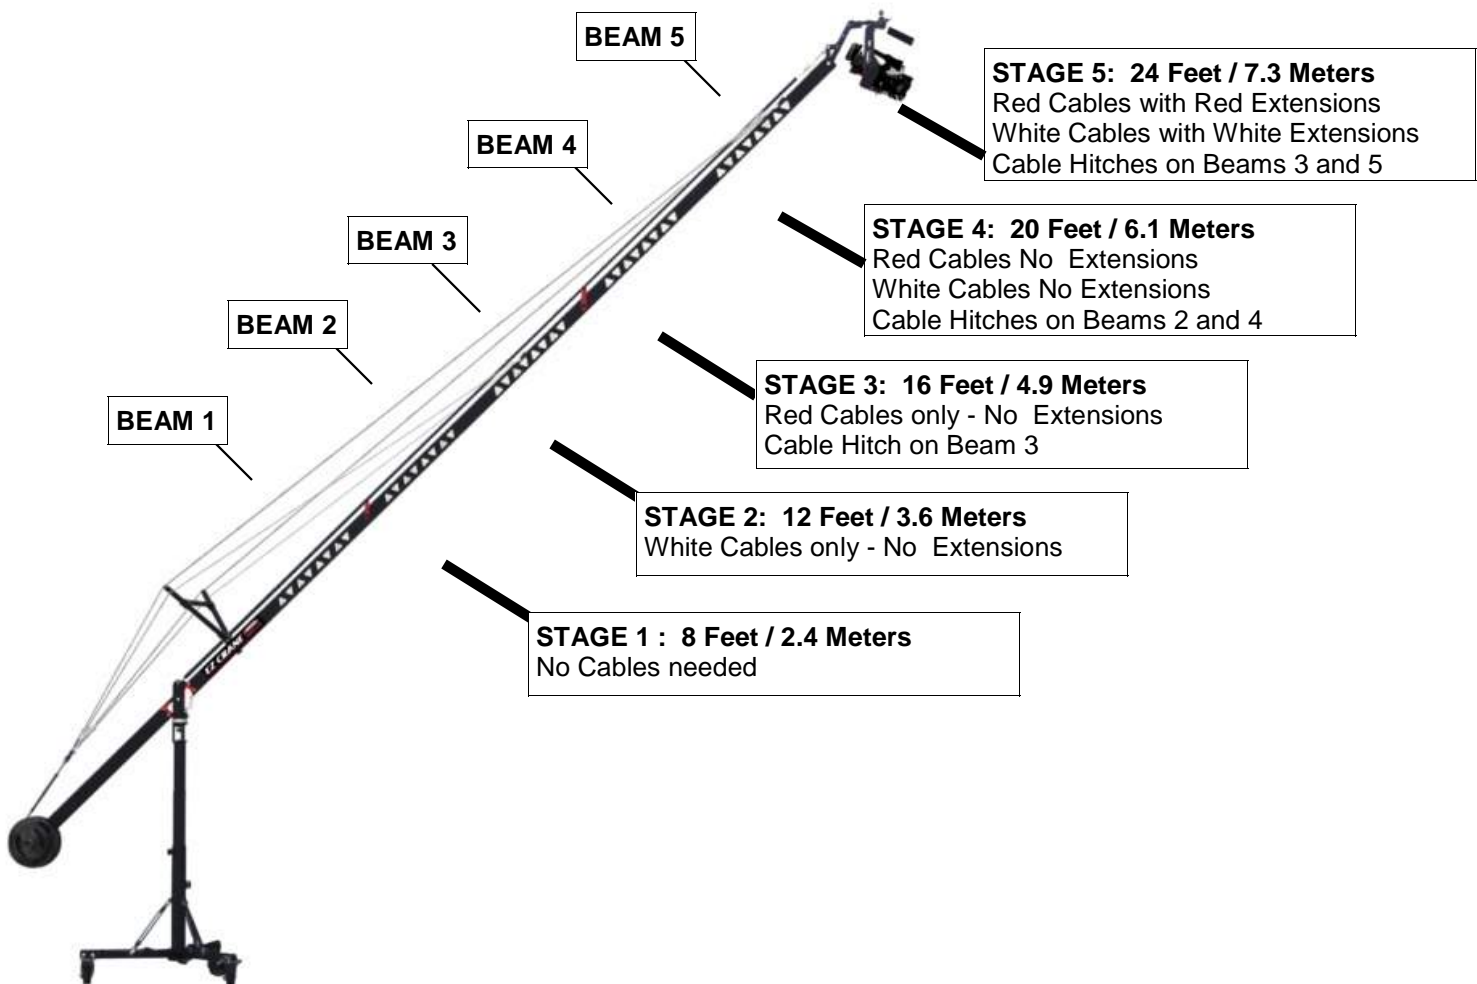 BEAM 5
STAGE 5:  24 Feet / 7.3 Meters
Red Cables with Red Extensions
White Cables with White Extensions
Cable Hitches on Beams 3 and 5
BEAM 4
STAGE 4:  20 Feet / 6.1 Meters
Red Cables No  Extensions
White Cables No Extensions
Cable Hitches on Beams 2 and 4
BEAM 3
BEAM 2
STAGE 3:  16 Feet / 4.9 Meters
Red Cables only - No  Extensions
Cable Hitch on Beam 3
BEAM 1
STAGE 2:  12 Feet / 3.6 Meters
White Cables only - No  Extensions
STAGE 1 :  8 Feet / 2.4 Meters
No Cables needed